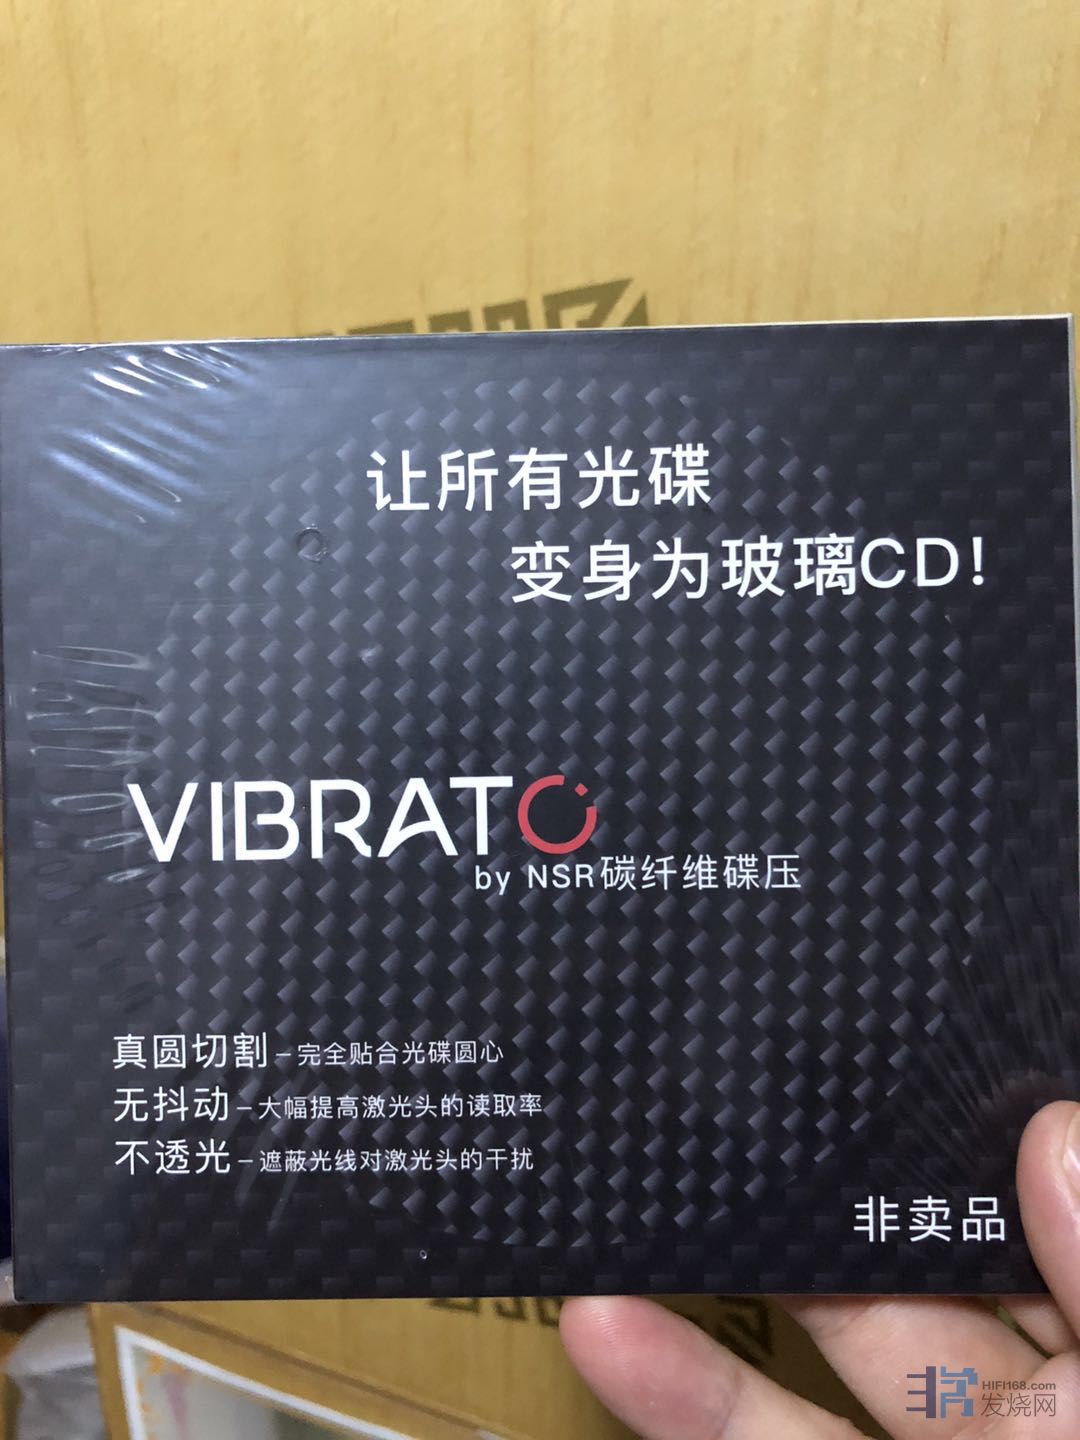 让所有光碟
变身为玻璃CD!
VIBRATO
by NSR碳纤维碟压
真圆切割–完全贴合光碟圆心
无抖动–大幅提高激光头的读取率
不透光–遮蔽光线对激光头的干扰
非卖品
HIFI168.com
发烧网